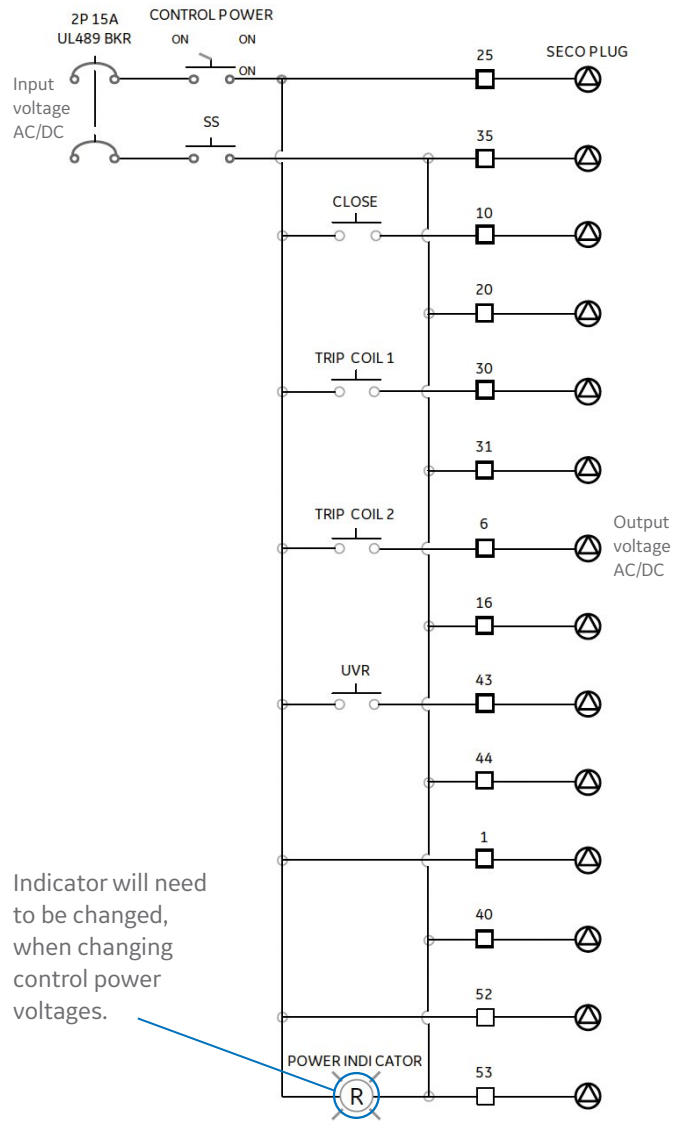 2P 15A
UL489 BKR
CONTROL POWER
ON ON
ON
Input
voltage
AC/DC
25
SECO PLUG
SS
35
CLOSE
10
20
TRIP COIL 1
30
31
TRIP COIL 2
6
Output
voltage
AC/DC
16
UVR
43
44
1
Indicator will need
to be changed,
when changing
control power
voltages.
40
52
POWER INDICATOR
R
53